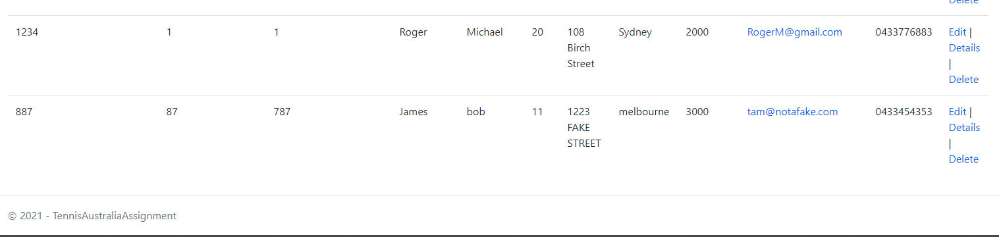 Delete
1234 1 1 Roger Michael 20 108 Sydney 2000 RogerM@gmail.com 0433776883 Edit |
Birch Details
Street |
Delete
887 87 787 James bob 11 1223 melbourne 3000 tam@notafake.com 0433454353 Edit |
FAKE Details
STREET |
Delete
© 2021 - TennisAustraliaAssignment